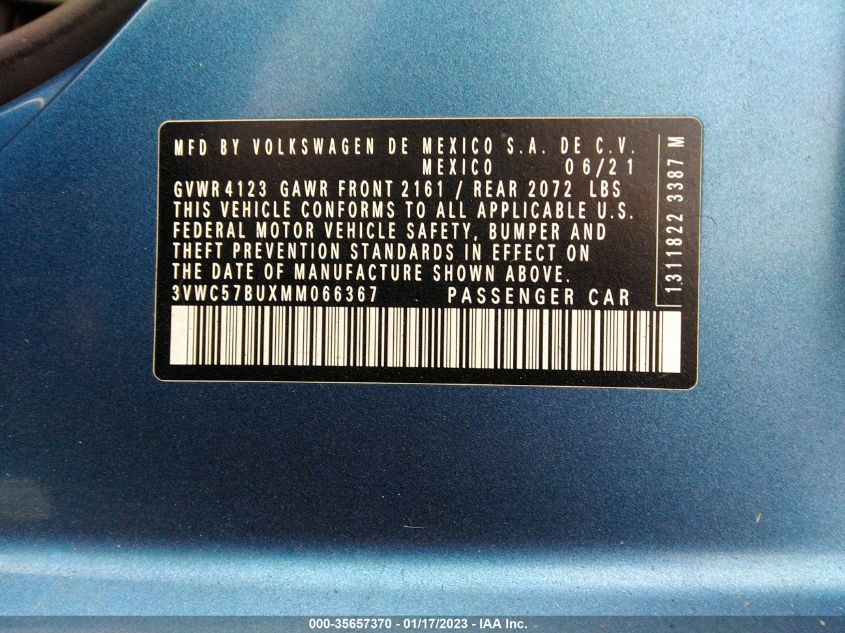 MFD BY VOLKSWAGEN DE MEXICO S.A. DE C.V.
MEXICO 06/21
GVWR 4123 GAWR FRONT 2161 / REAR 2072 LBS
THIS VEHICLE CONFORMS TO ALL APPLICABLE U.S.
FEDERAL MOTOR VEHICLE SAFETY, BUMPER AND
THEFT PREVENTION STANDARDS IN EFFECT ON
THE DATE OF MANUFACTURE SHOWN ABOVE.
3VWC57BUXMM066367 PASSENGER CAR
1311822 3387 M
000-35657370 - 01/17/2023 - IAA Inc.